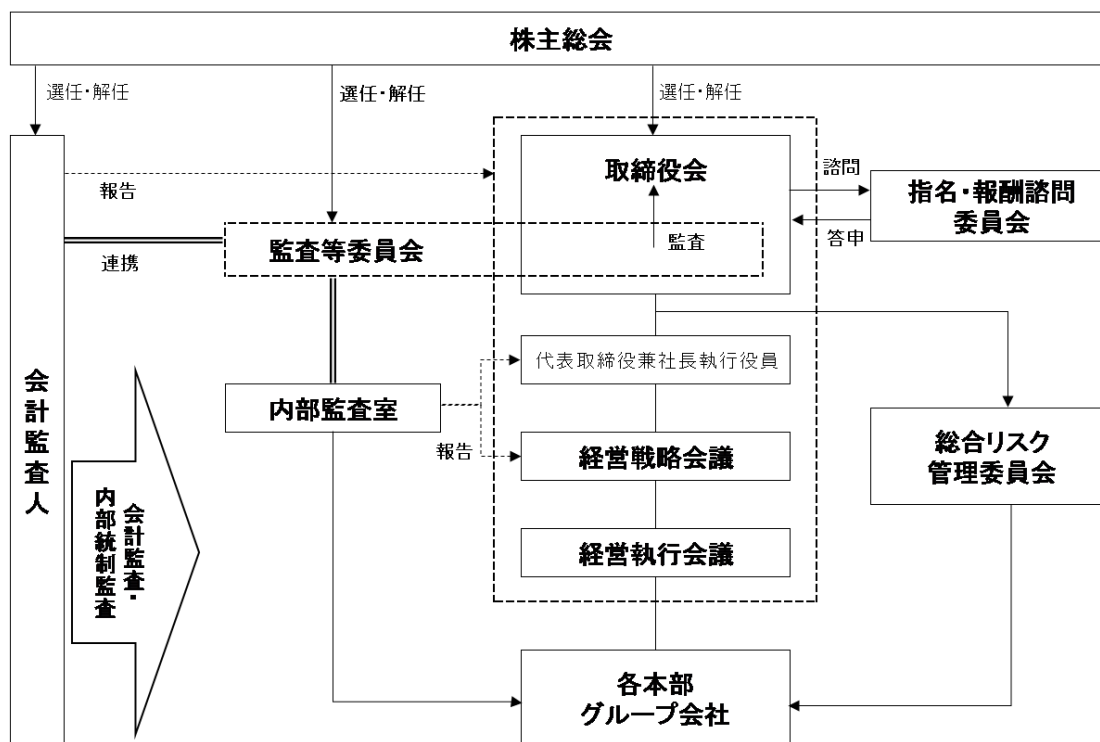 株主総会
選任・解任
選任・解任
選任・解任
取締役会
諮問
指名・報酬諮問
委員会
報告
答申
監査
監査等委員会
連携
代表取締役兼社長執行役員
会計監査人
内部監査室
報告
経営戦略会議
総合リスク
管理委員会
会計監査・
内部統制監査
経営執行会議
各本部
グループ会社